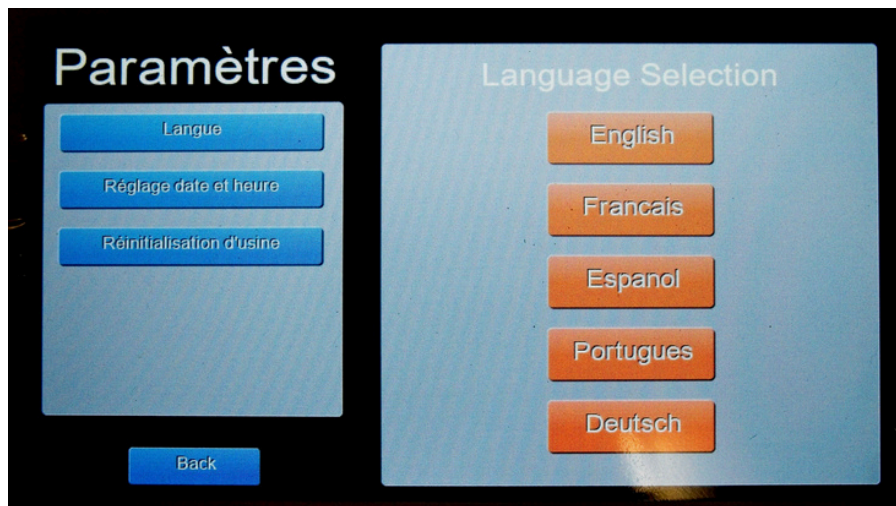 Paramètres
Langue
Réglage date et heure
Réinitialisation d'usine
Back
Language Selection
English
Francais
Espanol
Portugues
Deutsch